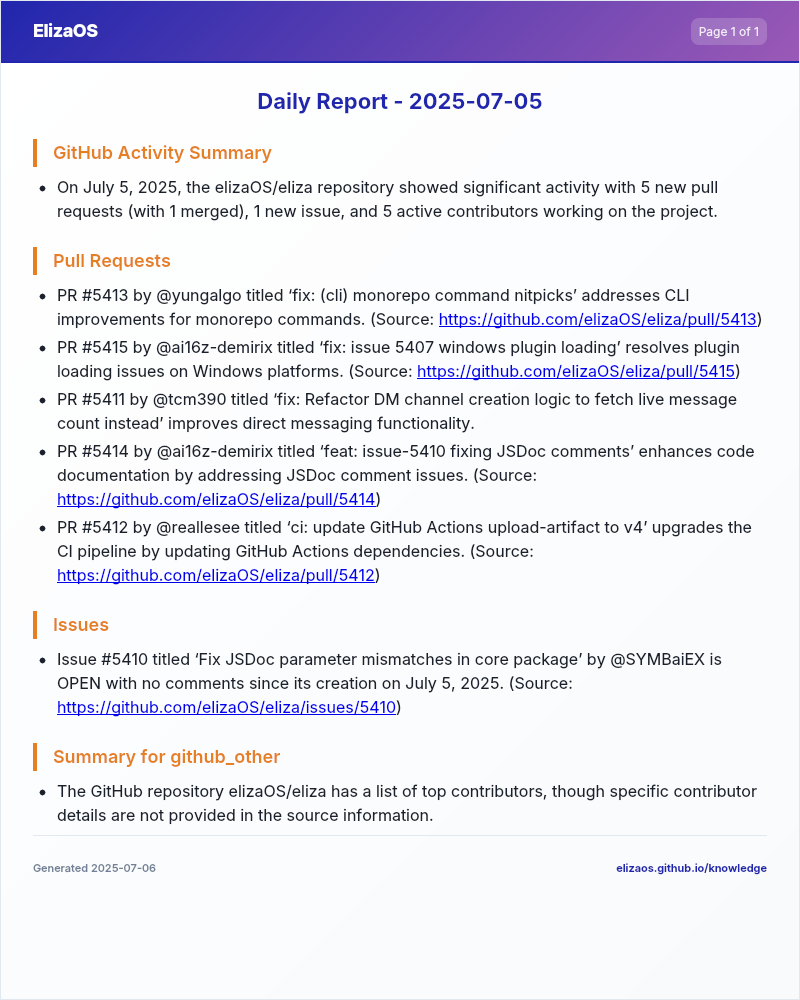 ElizaOS
Page 1 of 1
Daily Report - 2025-07-05
GitHub Activity Summary
• On July 5, 2025, the elizaOS/eliza repository showed significant activity with 5 new pull
requests (with 1 merged), 1 new issue, and 5 active contributors working on the project.
Pull Requests
• PR #5413 by @yungalgo titled ‘fix: (cli) monorepo command nitpicks’ addresses CLI
improvements for monorepo commands. (Source: https://github.com/elizaOS/eliza/pull/5413)
• PR #5415 by @ai16z-demirix titled ‘fix: issue 5407 windows plugin loading’ resolves plugin
loading issues on Windows platforms. (Source: https://github.com/elizaOS/eliza/pull/5415)
• PR #5411 by @tcm390 titled ‘fix: Refactor DM channel creation logic to fetch live message
count instead’ improves direct messaging functionality.
• PR #5414 by @ai16z-demirix titled ‘feat: issue-5410 fixing JSDoc comments’ enhances code
documentation by addressing JSDoc comment issues. (Source:
https://github.com/elizaOS/eliza/pull/5414)
• PR #5412 by @reallesee titled ‘ci: update GitHub Actions upload-artifact to v4’ upgrades the
CI pipeline by updating GitHub Actions dependencies. (Source:
https://github.com/elizaOS/eliza/pull/5412)
Issues
• Issue #5410 titled ‘Fix JSDoc parameter mismatches in core package’ by @SYMBaiEX is
OPEN with no comments since its creation on July 5, 2025. (Source:
https://github.com/elizaOS/eliza/issues/5410)
Summary for github_other
• The GitHub repository elizaOS/eliza has a list of top contributors, though specific contributor
details are not provided in the source information.
Generated 2025-07-06
elizaos.github.io/knowledge